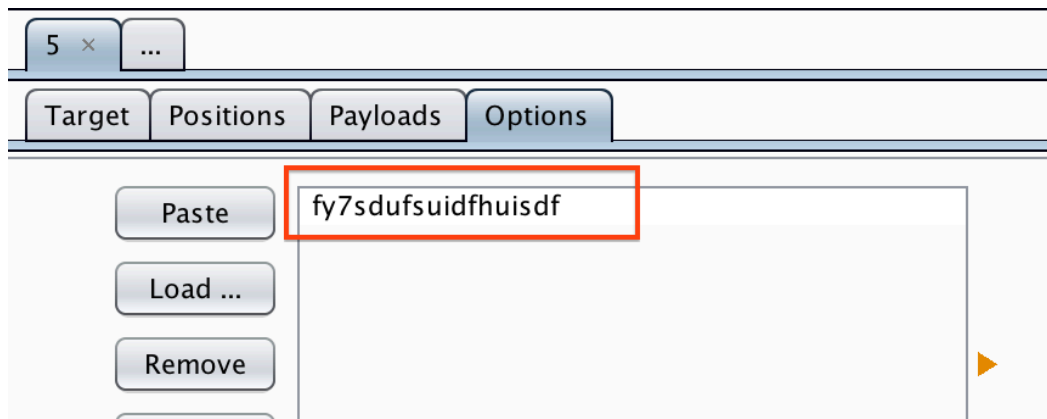 5 × ...
Target Positions Payloads Options
Paste fy7sdufsuidfhuisdf
Load ...
Remove